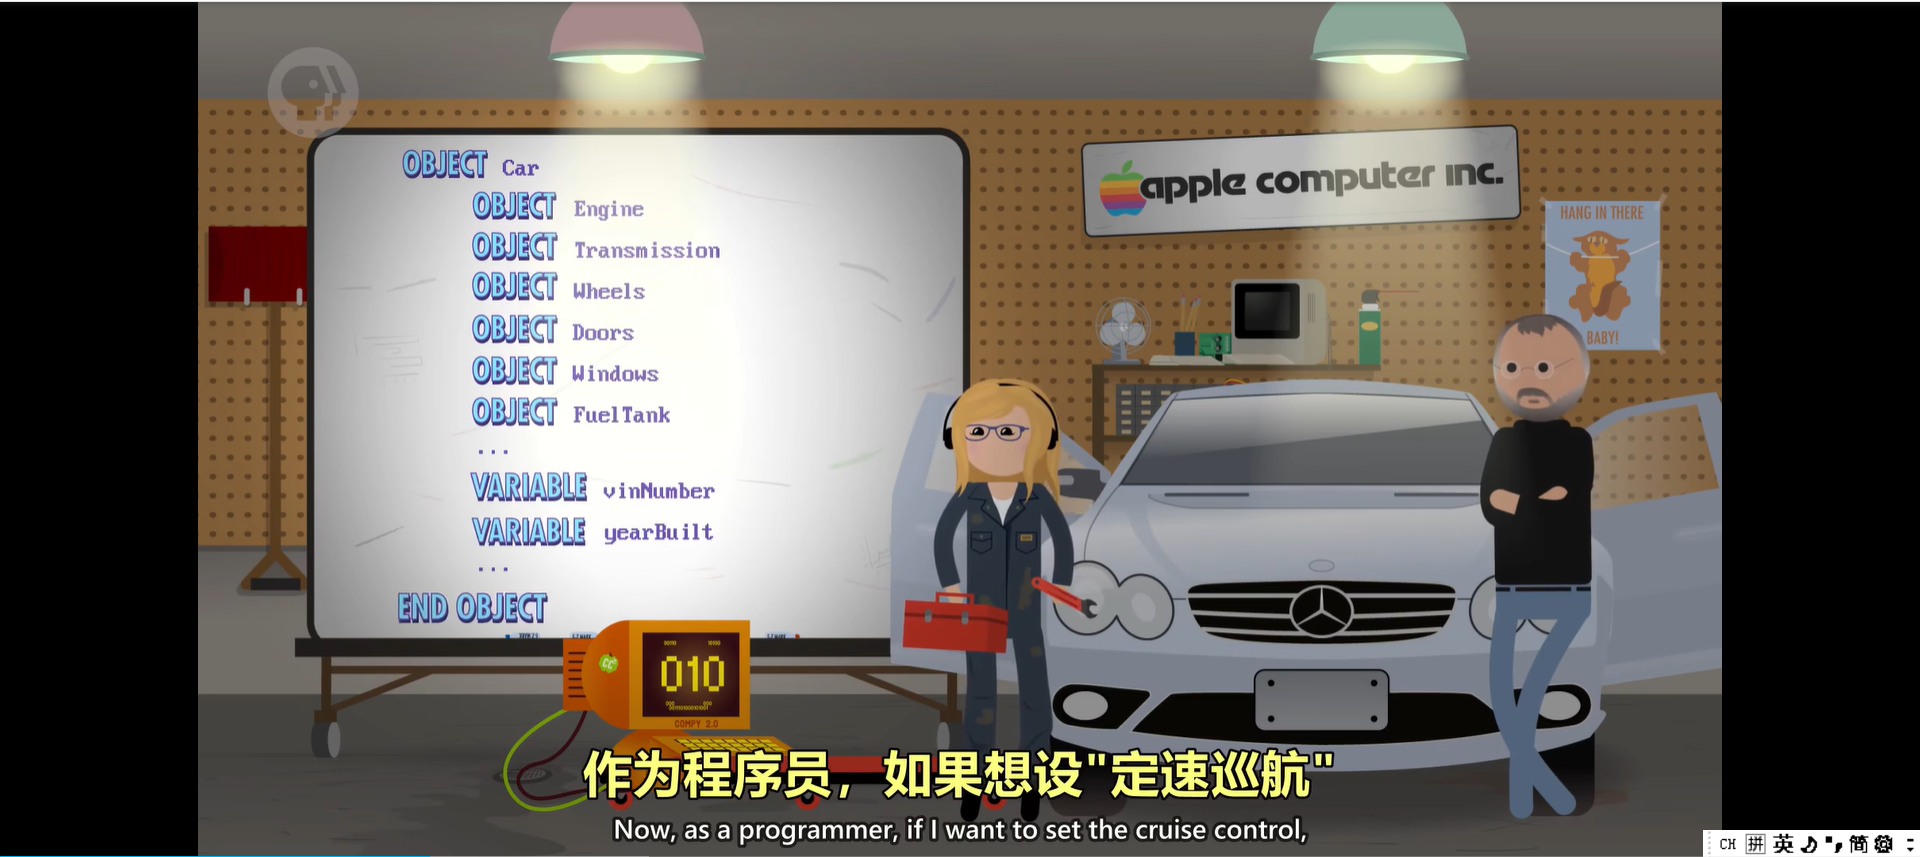 OBJECT Car
OBJECT Engine
OBJECT Transmission
OBJECT Wheels
OBJECT Doors
OBJECT Windows
OBJECT FuelTank
...
VARIABLE vinNumber
VARIABLE yearBuilt
...
END OBJECT
apple computer inc.
HANG IN THERE
BABY!
CC
010
COMPY 2.0
作为程序员，如果想设"定速巡航"
Now, as a programmer, if I want to set the cruise control,
CH 拼 英 简